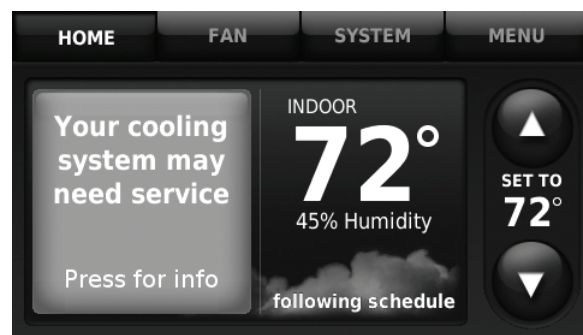 HOME FAN SYSTEM MENU
Your cooling
system may
need service
Press for info
INDOOR
72°
45% Humidity
following schedule
SET TO
72°